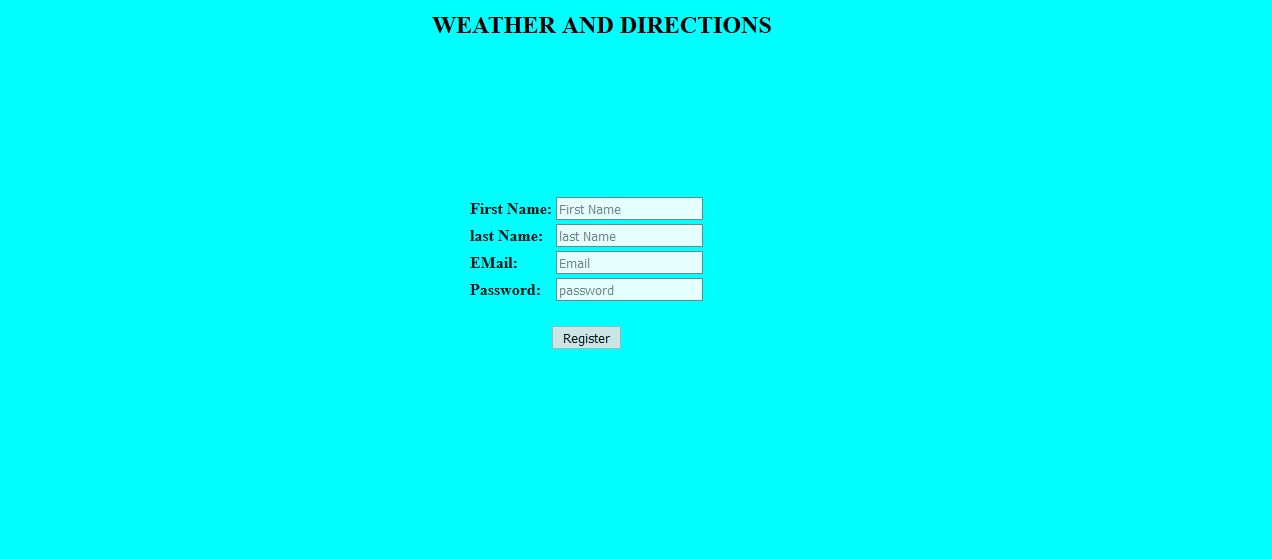 WEATHER AND DIRECTIONS
First Name: First Name
last Name: last Name
EMail: Email
Password: password
Register